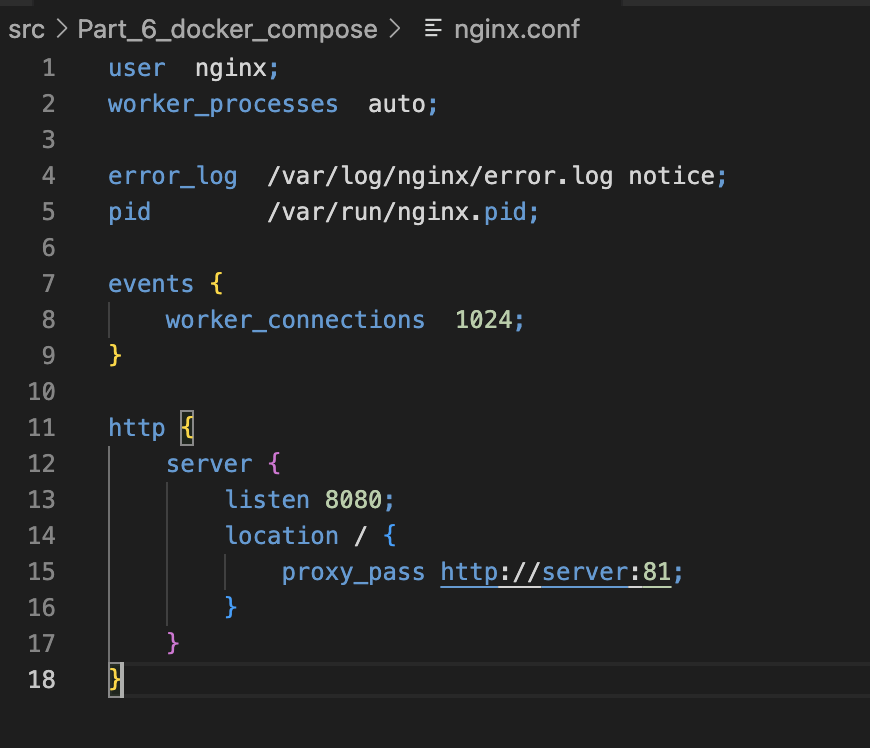 src > Part_6_docker_compose > nginx.conf
1 user  nginx;
2 worker_processes  auto;
3
4 error_log  /var/log/nginx/error.log notice;
5 pid        /var/run/nginx.pid;
6
7 events {
8     worker_connections  1024;
9 }
10
11 http {
12     server {
13         listen 8080;
14         location / {
15             proxy_pass http://server:81;
16         }
17     }
18 }